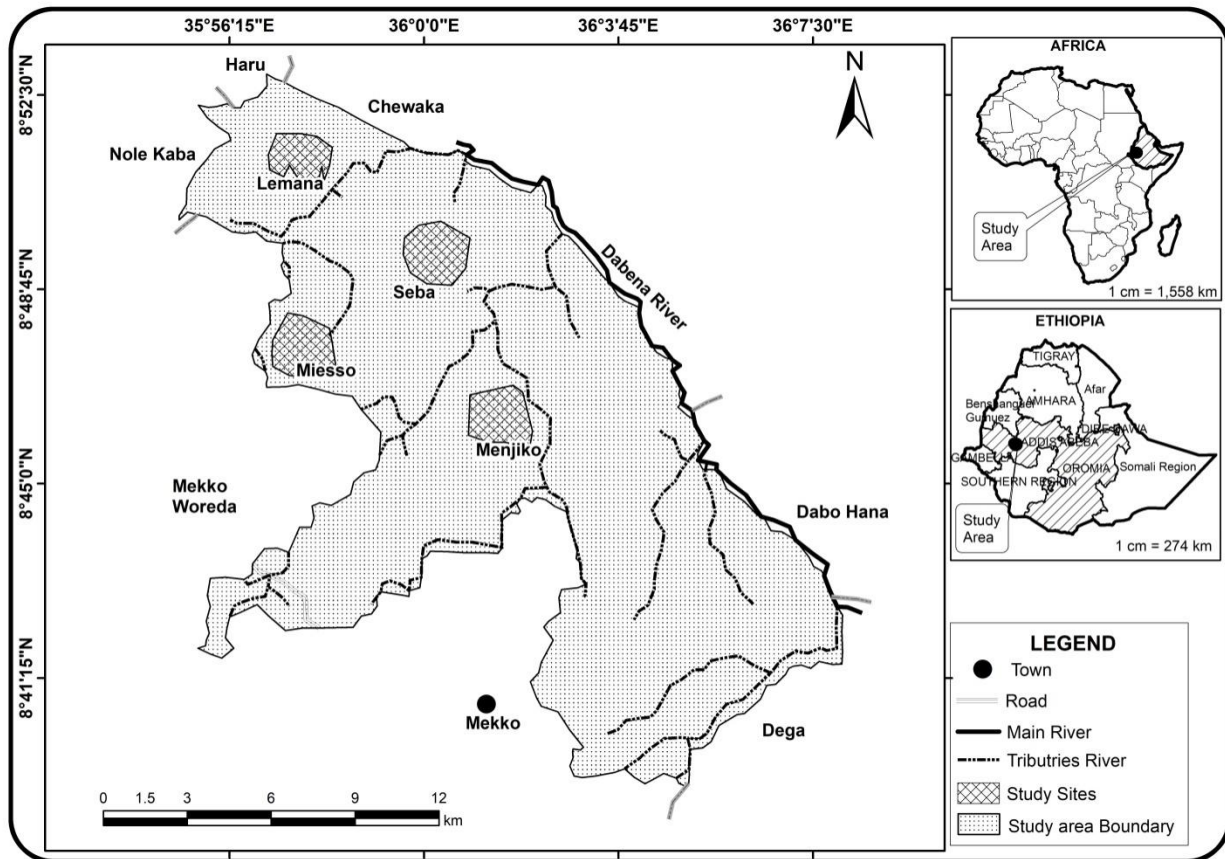 35°56'15"E
36°0'0"E
36°3'45"E
36°7'30"E
8°52'30"N
8°48'45"N
8°45'0"N
8°41'15"N
Haru
Chewaka
Nole Kaba
Lemana
Seba
Dabena River
Miesso
Menjiko
Mekko
Woreda
Dabo Hana
Mekko
Dega
N
0 1.5 3 6 9 12
km
AFRICA
Study
Area
1 cm = 1,558 km
ETHIOPIA
TIGRAY
Afar
AMHARA
Benshanguel
Gumuez
DIRE DAWA
ADDIS ABEBA
GAMBELLA
OROMIA
Somali Region
SOUTHERN REGION
Study
Area
1 cm = 274 km
LEGEND
Town
Road
Main River
Tributries River
Study Sites
Study area Boundary